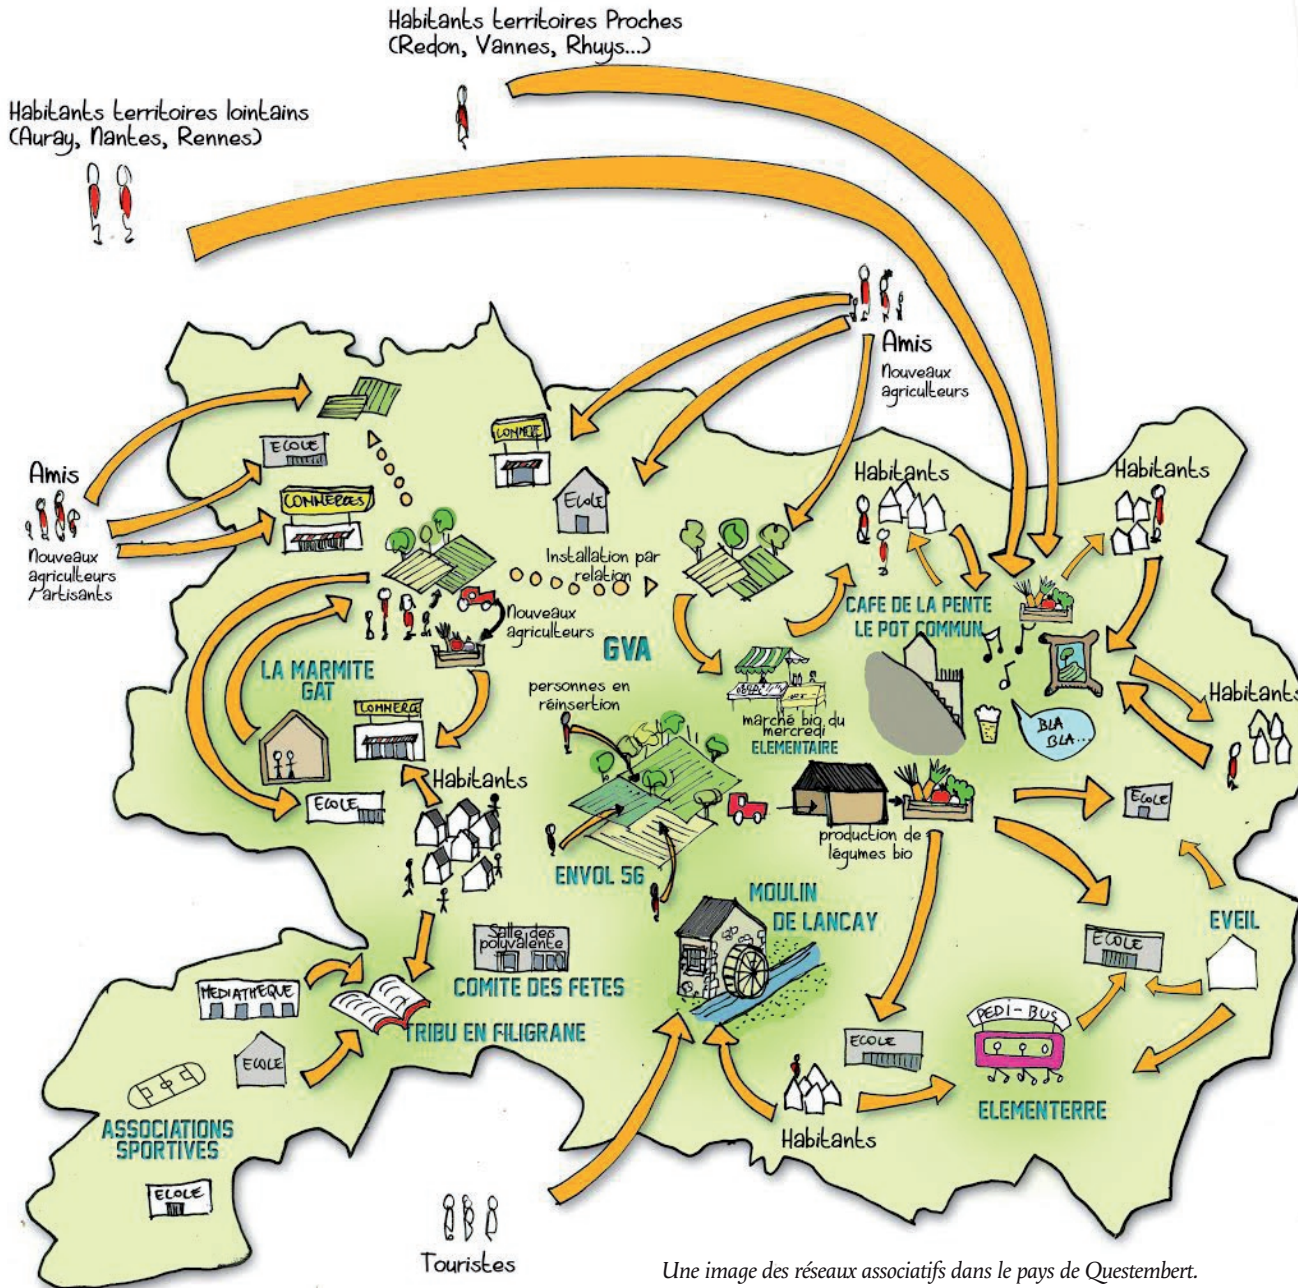 Habitants territoires Proches
(Redon, Vannes, Rhuys...)
Habitants territoires lointains
(Auray, Nantes, Rennes)
Amis
Nouveaux
agriculteurs
COMMERCE
ECOLE
ECOLE
COMMERCES
Amis
Nouveaux
agriculteurs
/artisants
Habitants
Habitants
Installation par
relation
Nouveaux
agriculteurs
GVA
CAFE DE LA PENTE
LE POT COMMUN
LA MARMITE
GAT
personnes en
réinsertion
COMMERCE
marché bio du
mercredi
ELEMENTAIRE
BLA
BLA...
Habitants
Habitants
ECOLE
ECOLE
production de
légumes bio
ENVOL 56
MOULIN
DE LANCAY
EVEIL
ECOLE
Salle des
polyvalente
COMITE DES FETES
MEDIATHEQUE
TRIBU EN FILIGRANE
ECOLE
ECOLE
PEDI-BUS
ELEMENTERRE
ASSOCIATIONS
SPORTIVES
Habitants
ECOLE
Touristes
Une image des réseaux associatifs dans le pays de Questembert.